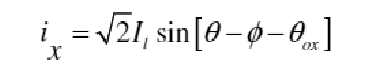 i_x = √2 I_l sin[θ − ϕ − θ_ox]